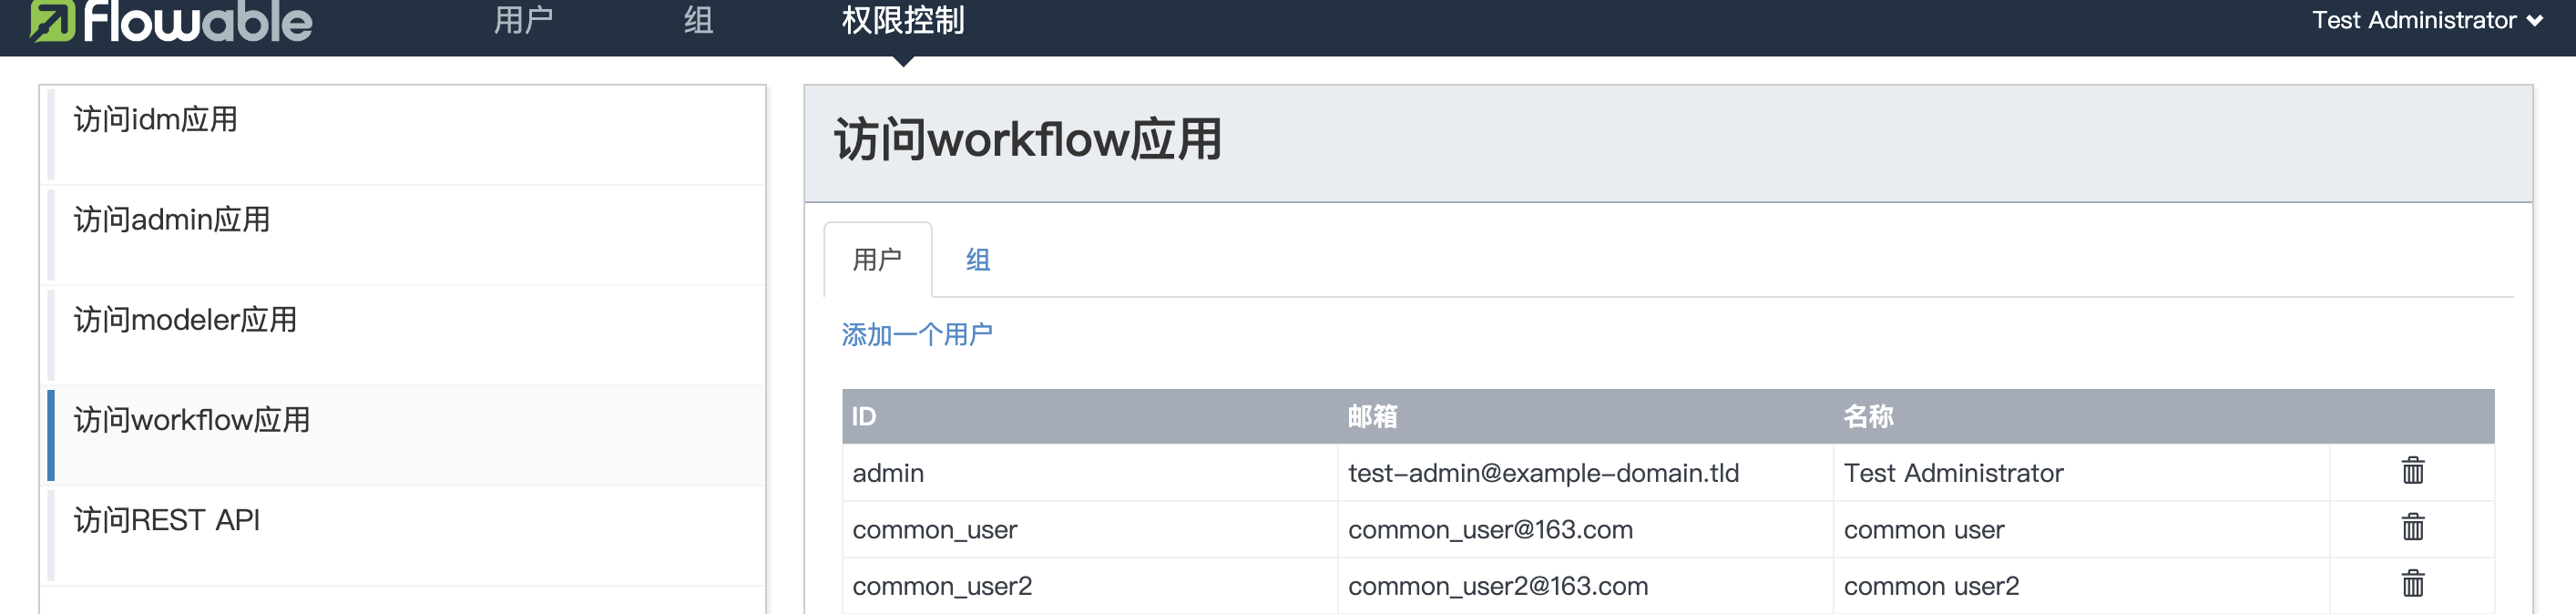 flowable 用户 组 权限控制 Test Administrator
访问idm应用
访问admin应用
访问modeler应用
访问workflow应用
访问REST API
访问workflow应用
用户 组
添加一个用户
ID 邮箱 名称
admin test-admin@example-domain.tld Test Administrator
common_user common_user@163.com common user
common_user2 common_user2@163.com common user2